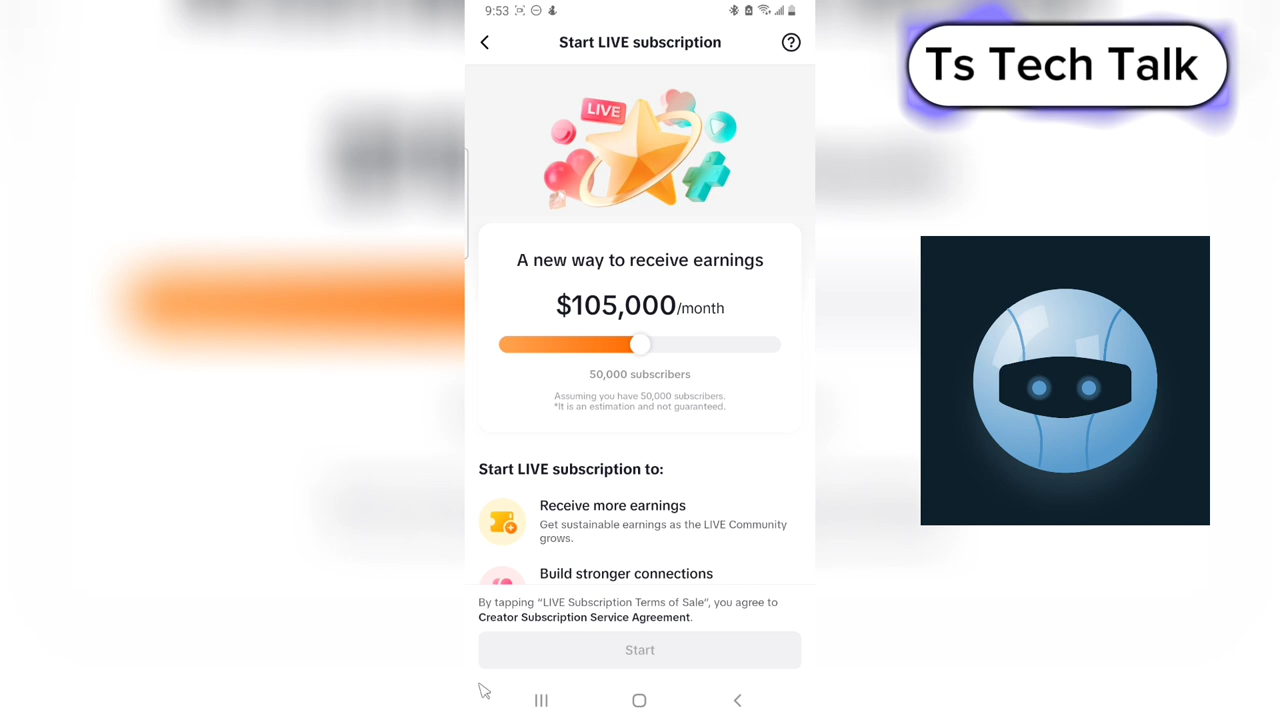 9:53
Start LIVE subscription
Ts Tech Talk
LIVE
A new way to receive earnings
$105,000/month
50,000 subscribers
Assuming you have 50,000 subscribers.
*It is an estimation and not guaranteed.
Start LIVE subscription to:
Receive more earnings
Get sustainable earnings as the LIVE Community
grows.
Build stronger connections
By tapping “LIVE Subscription Terms of Sale”, you agree to
Creator Subscription Service Agreement.
Start